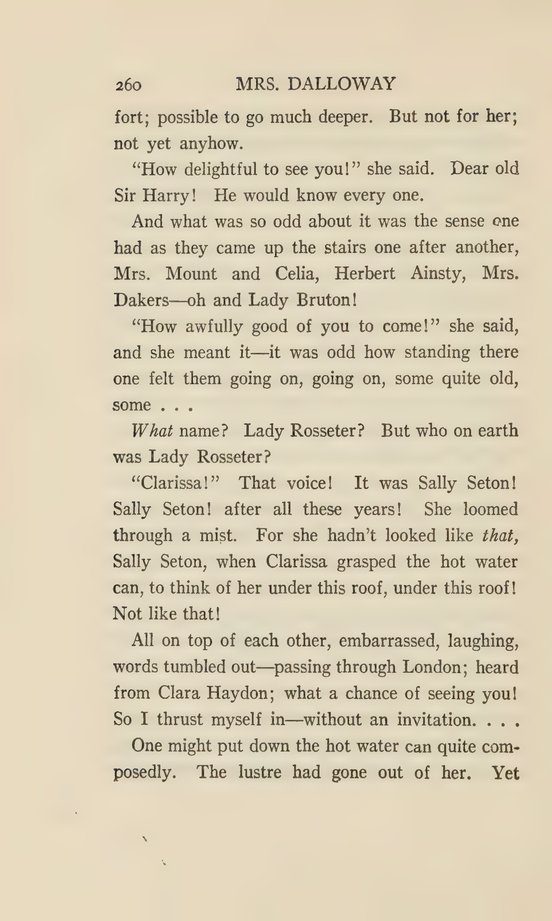 260 MRS. DALLOWAY
fort; possible to go much deeper. But not for her;
not yet anyhow.
"How delightful to see you!" she said. Dear old
Sir Harry! He would know every one.
And what was so odd about it was the sense one
had as they came up the stairs one after another,
Mrs. Mount and Celia, Herbert Ainsty, Mrs.
Dakers—oh and Lady Bruton!
"How awfully good of you to come!" she said,
and she meant it—it was odd how standing there
one felt them going on, going on, some quite old,
some . . .
What name? Lady Rosseter? But who on earth
was Lady Rosseter?
"Clarissa!" That voice! It was Sally Seton!
Sally Seton! after all these years! She loomed
through a mist. For she hadn't looked like that,
Sally Seton, when Clarissa grasped the hot water
can, to think of her under this roof, under this roof!
Not like that!
All on top of each other, embarrassed, laughing,
words tumbled out—passing through London; heard
from Clara Haydon; what a chance of seeing you!
So I thrust myself in—without an invitation. . . .
One might put down the hot water can quite com-
posedly. The lustre had gone out of her. Yet